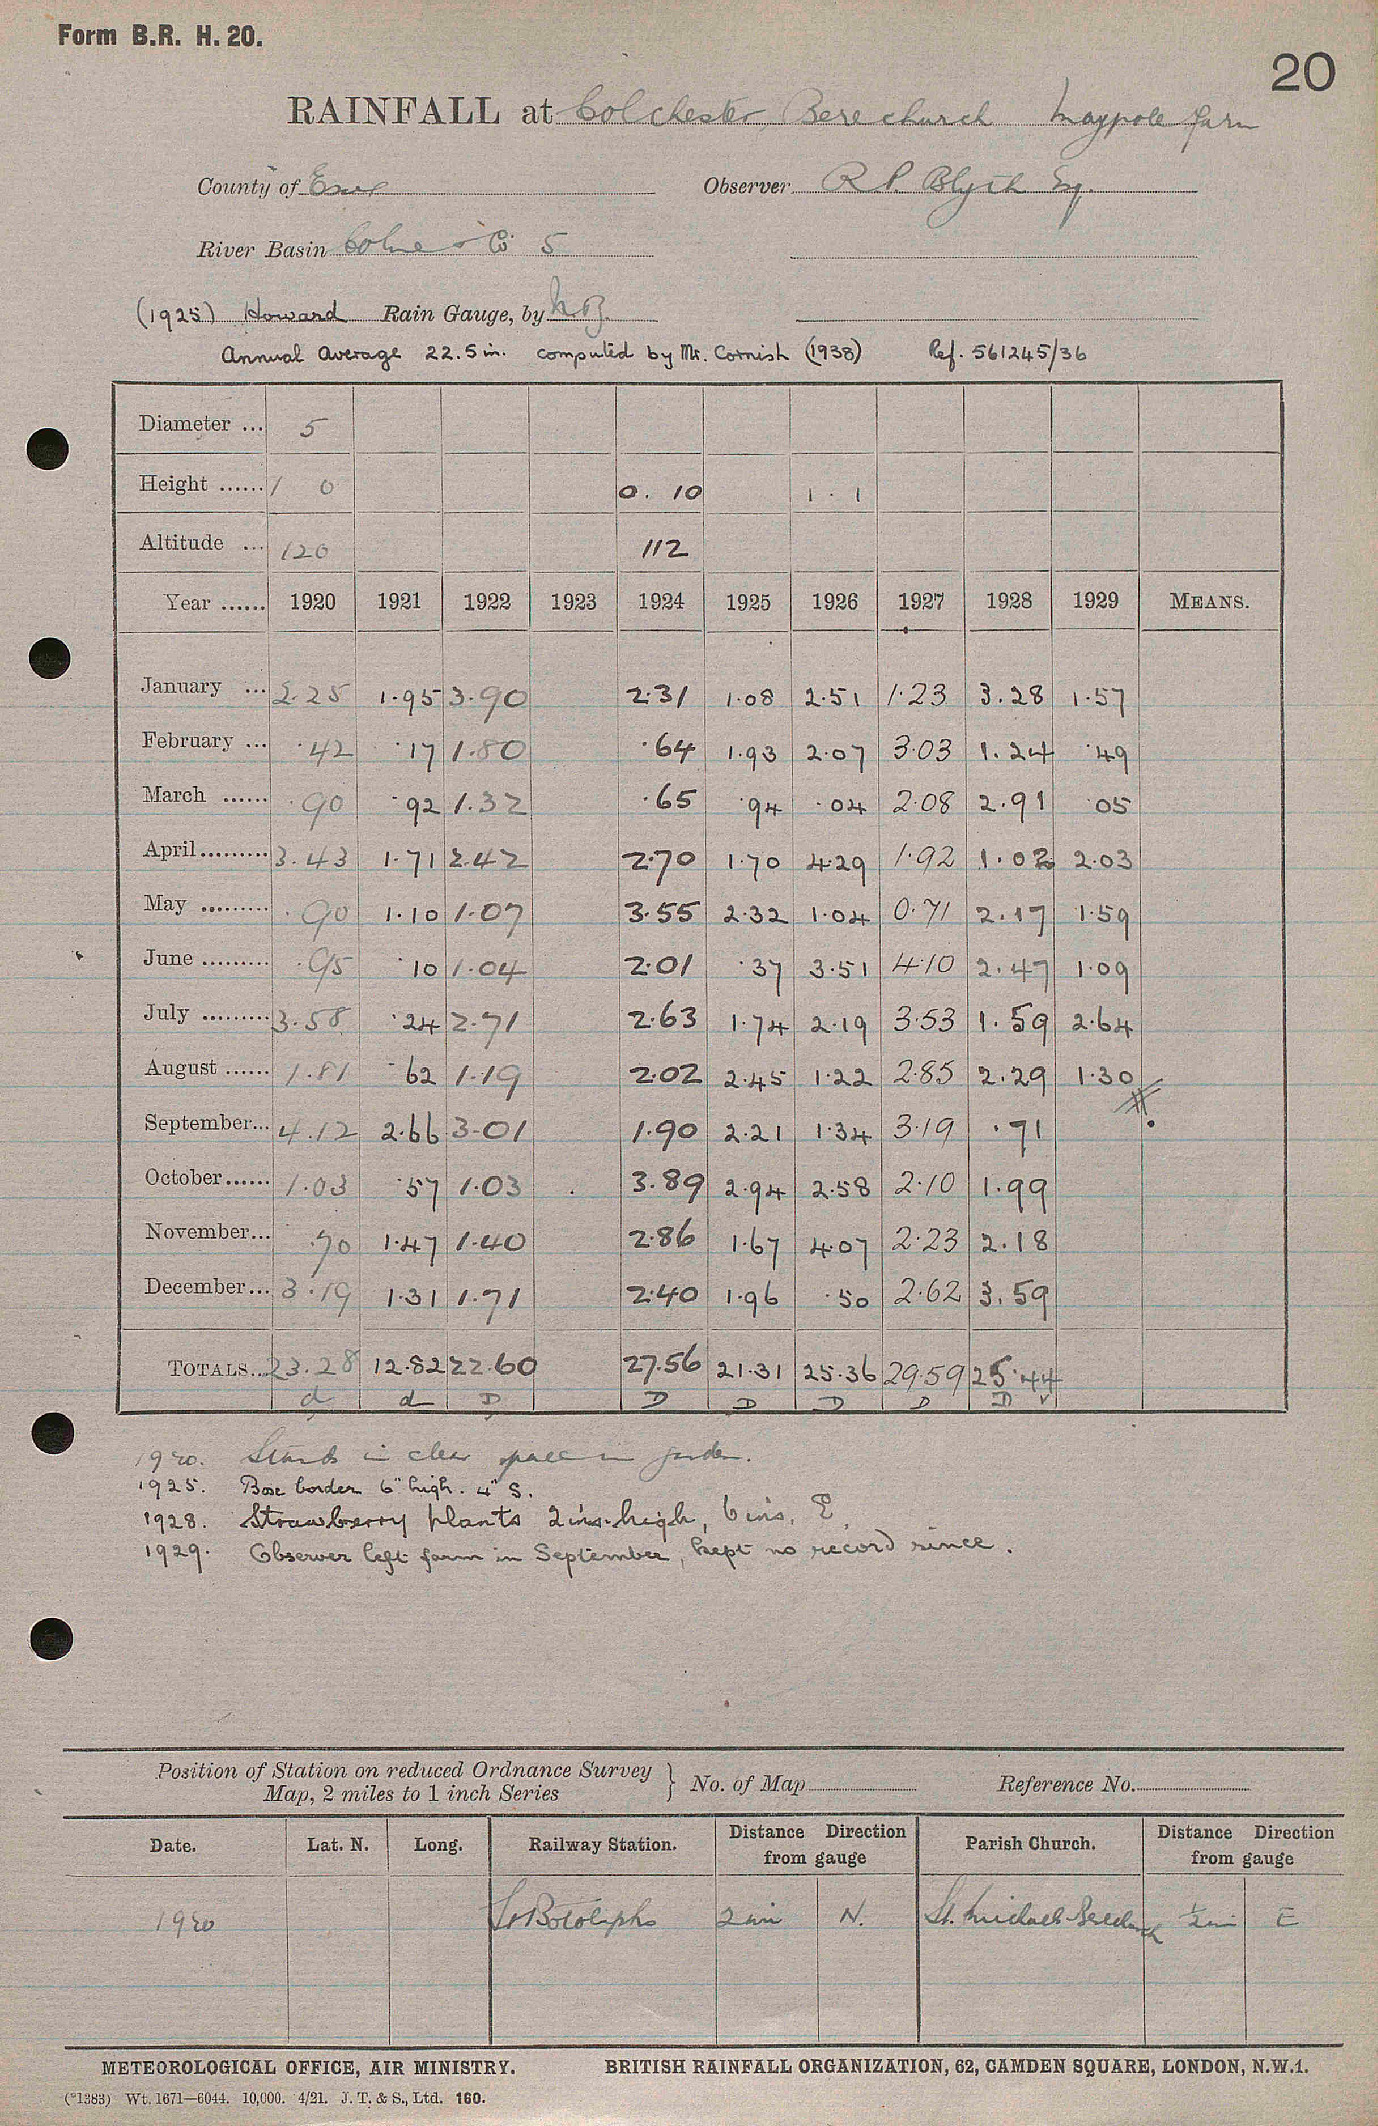 Form B.R. H. 20.
20
RAINFALL at Colchester, Berechurch Maypole farm
County of Essex Observer R P. Blyth Esq.
River Basin Colne & Co 5
(1925) Howard Rain Gauge, by
Annual Average 22.5 in. computed by Mr. Cornish (1938) Ref. 561245/36
Diameter ... 5
Height ...... 1 0 0. 10 1 . 1
Altitude ... 120 112
Year ...... 1920 1921 1922 1923 1924 1925 1926 1927 1928 1929 MEANS.
January ... 2.25 1.95 3.90 2.31 1.08 2.51 1.23 3.28 1.57
February ... .42 .17 1.80 .64 1.93 2.07 3.03 1.24 .49
March ...... .90 .92 1.32 .65 .94 .04 2.08 2.91 .05
April ......... 3.43 1.71 2.42 2.70 1.70 4.29 1.92 1.02 2.03
May ......... .90 1.10 1.07 3.55 2.32 1.04 0.71 2.17 1.59
June ......... .95 .10 1.04 2.01 .37 3.51 4.10 2.47 1.09
July ......... 3.58 .24 2.71 2.63 1.74 2.19 3.53 1.59 2.64
August ...... 1.81 .62 1.19 2.02 2.45 1.22 2.85 2.29 1.30
September... 4.12 2.66 3.01 1.90 2.21 1.34 3.19 .71
October...... 1.03 .57 1.03 3.89 2.94 2.58 2.10 1.99
November... .70 1.47 1.40 2.86 1.67 4.07 2.23 2.18
December... 3.19 1.31 1.71 2.40 1.96 .50 2.62 3.59
TOTALS... 23.28 12.82 22.60 27.56 21.31 25.36 29.59 25.44
d d D D D D D D v
1920. Stands in clear space in garden.
1925. Box border 6" high. 4" S.
1928. Strawberry plants 2 ins. high, 6 ins. E.
1929. Observer left farm in September, kept no record since.
Position of Station on reduced Ordnance Survey Map, 2 miles to 1 inch Series } No. of Map Reference No.
Date. Lat. N. Long. Railway Station. Distance Direction from gauge Parish Church. Distance Direction from gauge
1920 St Botolphs 2 mi N. St. Michael Berechurch ½ mi E
METEOROLOGICAL OFFICE, AIR MINISTRY. BRITISH RAINFALL ORGANIZATION, 62, CAMDEN SQUARE, LONDON, N.W.1.
(*1383) Wt. 1671—6044. 10,000. 4/21. J. T. & S., Ltd. 160.